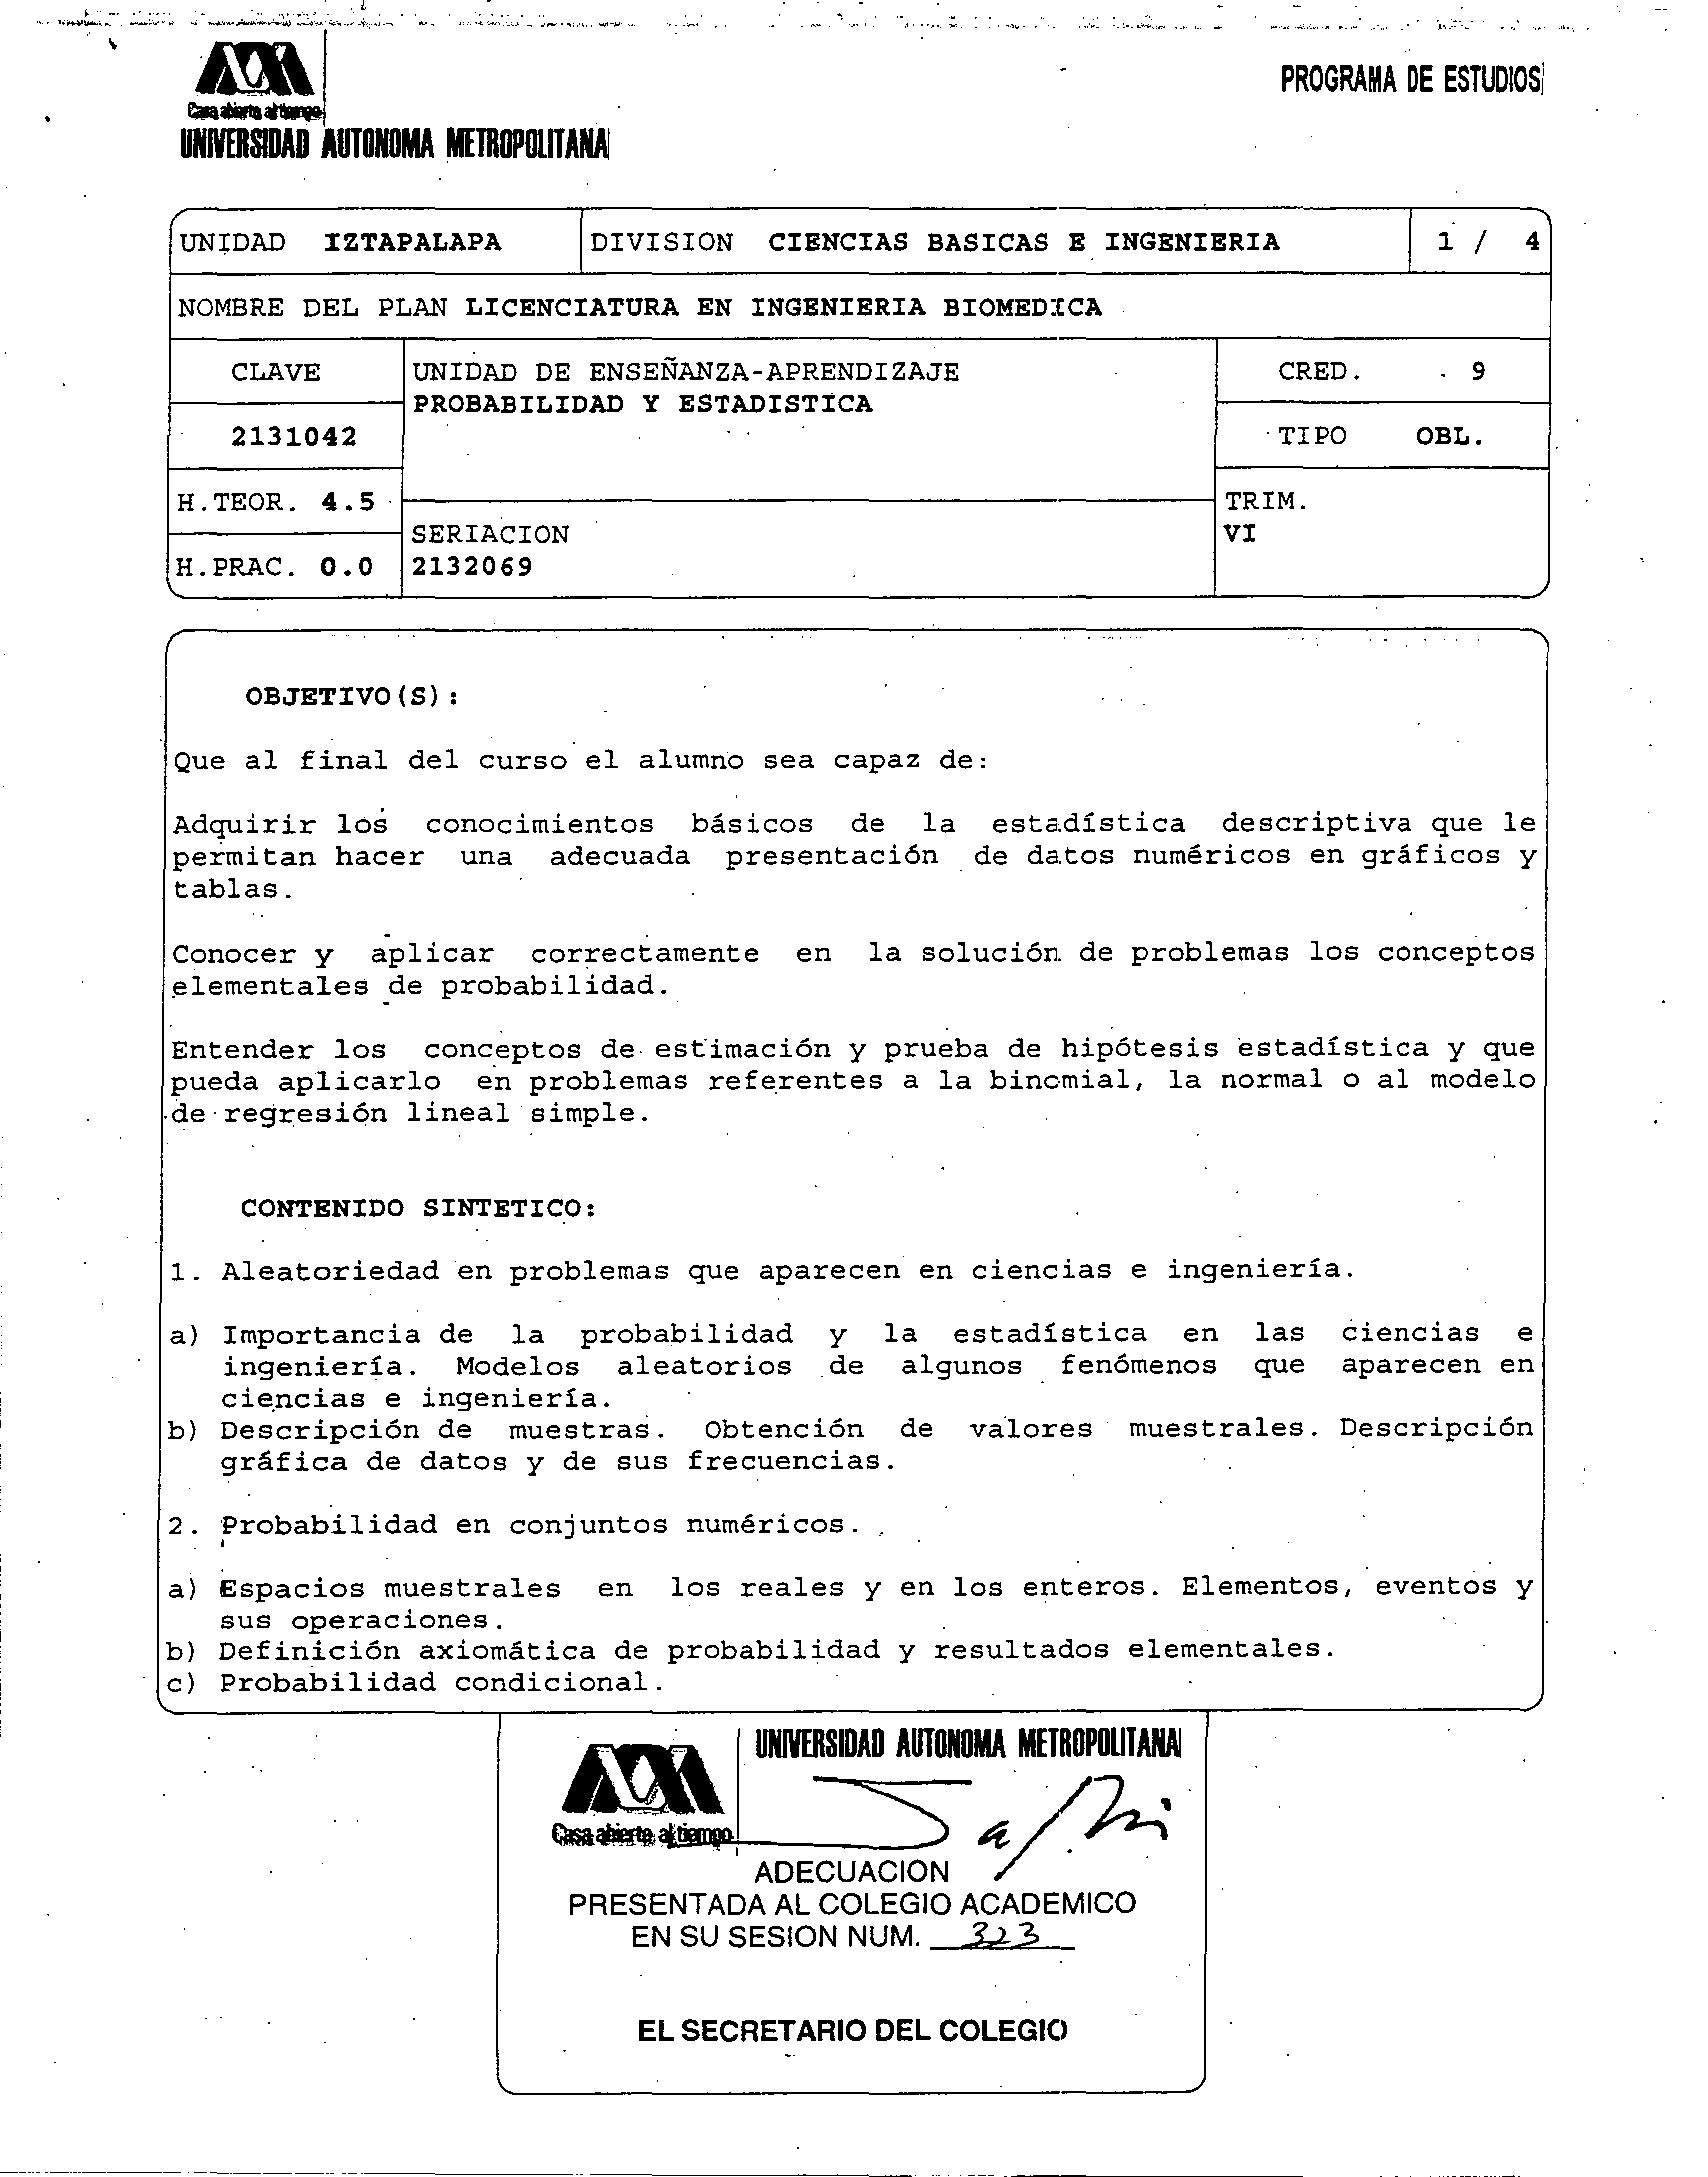 Casa abierta al tiempo
PROGRAMA DE ESTUDIOS
UNIVERSIDAD AUTONOMA METROPOLITANA
UNIDAD IZTAPALAPA
DIVISION CIENCIAS BASICAS E INGENIERIA
1 / 4
NOMBRE DEL PLAN LICENCIATURA EN INGENIERIA BIOMEDICA
CLAVE
UNIDAD DE ENSEÑANZA-APRENDIZAJE
CRED. 9
PROBABILIDAD Y ESTADISTICA
2131042
TIPO OBL.
H.TEOR. 4.5
TRIM.
SERIACION
VI
H.PRAC. 0.0
2132069
OBJETIVO(S):
Que al final del curso el alumno sea capaz de:
Adquirir los conocimientos básicos de la estadística descriptiva que le
permitan hacer una adecuada presentación de datos numéricos en gráficos y
tablas.
Conocer y aplicar correctamente en la solución de problemas los conceptos
elementales de probabilidad.
Entender los conceptos de estimación y prueba de hipótesis estadística y que
pueda aplicarlo en problemas referentes a la binomial, la normal o al modelo
de regresión lineal simple.
CONTENIDO SINTETICO:
1. Aleatoriedad en problemas que aparecen en ciencias e ingeniería.
a) Importancia de la probabilidad y la estadística en las ciencias e
ingeniería. Modelos aleatorios de algunos fenómenos que aparecen en
ciencias e ingeniería.
b) Descripción de muestras. Obtención de valores muestrales. Descripción
gráfica de datos y de sus frecuencias.
2. Probabilidad en conjuntos numéricos.
a) Espacios muestrales en los reales y en los enteros. Elementos, eventos y
sus operaciones.
b) Definición axiomática de probabilidad y resultados elementales.
c) Probabilidad condicional.
UNIVERSIDAD AUTONOMA METROPOLITANA
Casa abierta al tiempo
ADECUACION
PRESENTADA AL COLEGIO ACADEMICO
EN SU SESION NUM. 323
EL SECRETARIO DEL COLEGIO